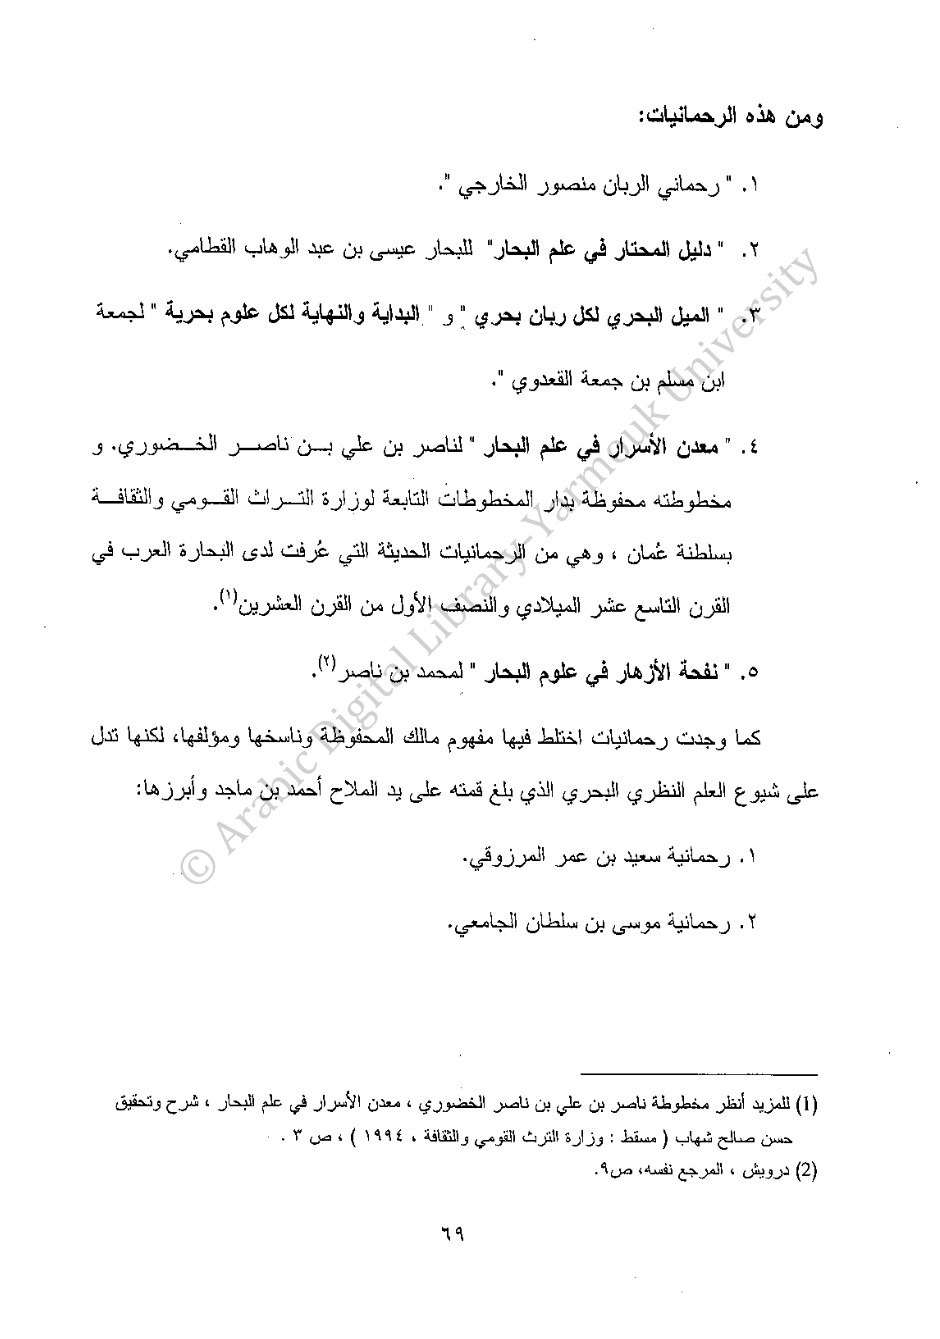 ومن هذه الرحمانيات:
١. " رحماني الربان منصور الخارجي ".
٢. " دليل المحتار في علم البحار" للبحار عيسى بن عبد الوهاب القطامي.
٣. " الميل البحري لكل ربان بحري " و " البداية والنهاية لكل علوم بحرية " لجمعة
ابن مسلم بن جمعة القعدوي ".
٤. " معدن الأسرار في علم البحار " لناصر بن علي بن ناصر الخضوري. و
مخطوطته محفوظة بدار المخطوطات التابعة لوزارة التراث القومي والثقافة
بسلطنة عُمان ، وهي من الرحمانيات الحديثة التي عُرفت لدى البحارة العرب في
القرن التاسع عشر الميلادي والنصف الأول من القرن العشرين(١).
٥. " نفحة الأزهار في علوم البحار " لمحمد بن ناصر(٢).
كما وجدت رحمانيات اختلط فيها مفهوم مالك المحفوظة وناسخها ومؤلفها، لكنها تدل
على شيوع العلم النظري البحري الذي بلغ قمته على يد الملاح أحمد بن ماجد وأبرزها:
١. رحمانية سعيد بن عمر المرزوقي.
٢. رحمانية موسى بن سلطان الجامعي.
(1) للمزيد أنظر مخطوطة ناصر بن علي بن ناصر الخضوري ، معدن الأسرار في علم البحار ، شرح وتحقيق
حسن صالح شهاب ( مسقط : وزارة الترث القومي والثقافة ، ١٩٩٤ ) ، ص ٣ .
(2) درويش ، المرجع نفسه، ص٩.
٦٩
© Arabic Digital Library-Yarmouk University